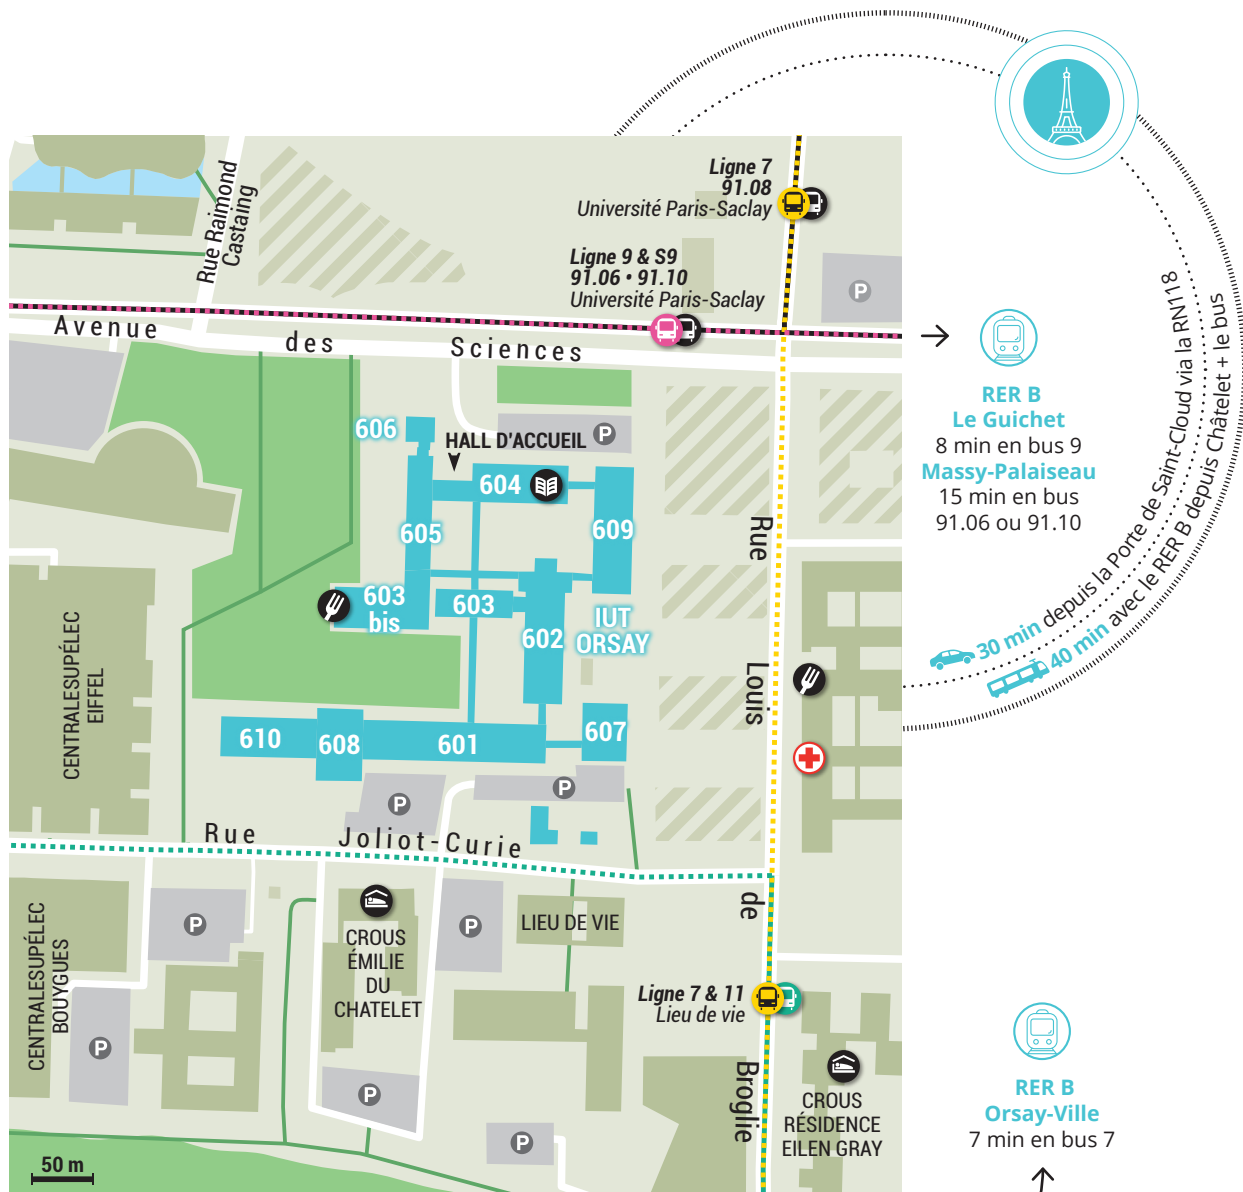 Rue Raimond
Castaing
Ligne 7
91.08
Université Paris-Saclay
Ligne 9 & S9
91.06 • 91.10
Université Paris-Saclay
P
Avenue des Sciences
606
HALL D'ACCUEIL
P
604
605
609
603
bis
603
602
IUT
ORSAY
610
608
601
607
P
P
CENTRALESUPÉLEC
EIFFEL
Rue Joliot-Curie
Rue Louis de Broglie
CENTRALESUPÉLEC
BOUYGUES
P
P
CROUS
ÉMILIE
DU
CHATELET
P
P
LIEU DE VIE
Ligne 7 & 11
Lieu de vie
P
CROUS
RÉSIDENCE
EILEN GRAY
50 m
RER B
Le Guichet
8 min en bus 9
Massy-Palaiseau
15 min en bus
91.06 ou 91.10
30 min depuis la Porte de Saint-Cloud via la RN118
40 min avec le RER B depuis Châtelet + le bus
RER B
Orsay-Ville
7 min en bus 7